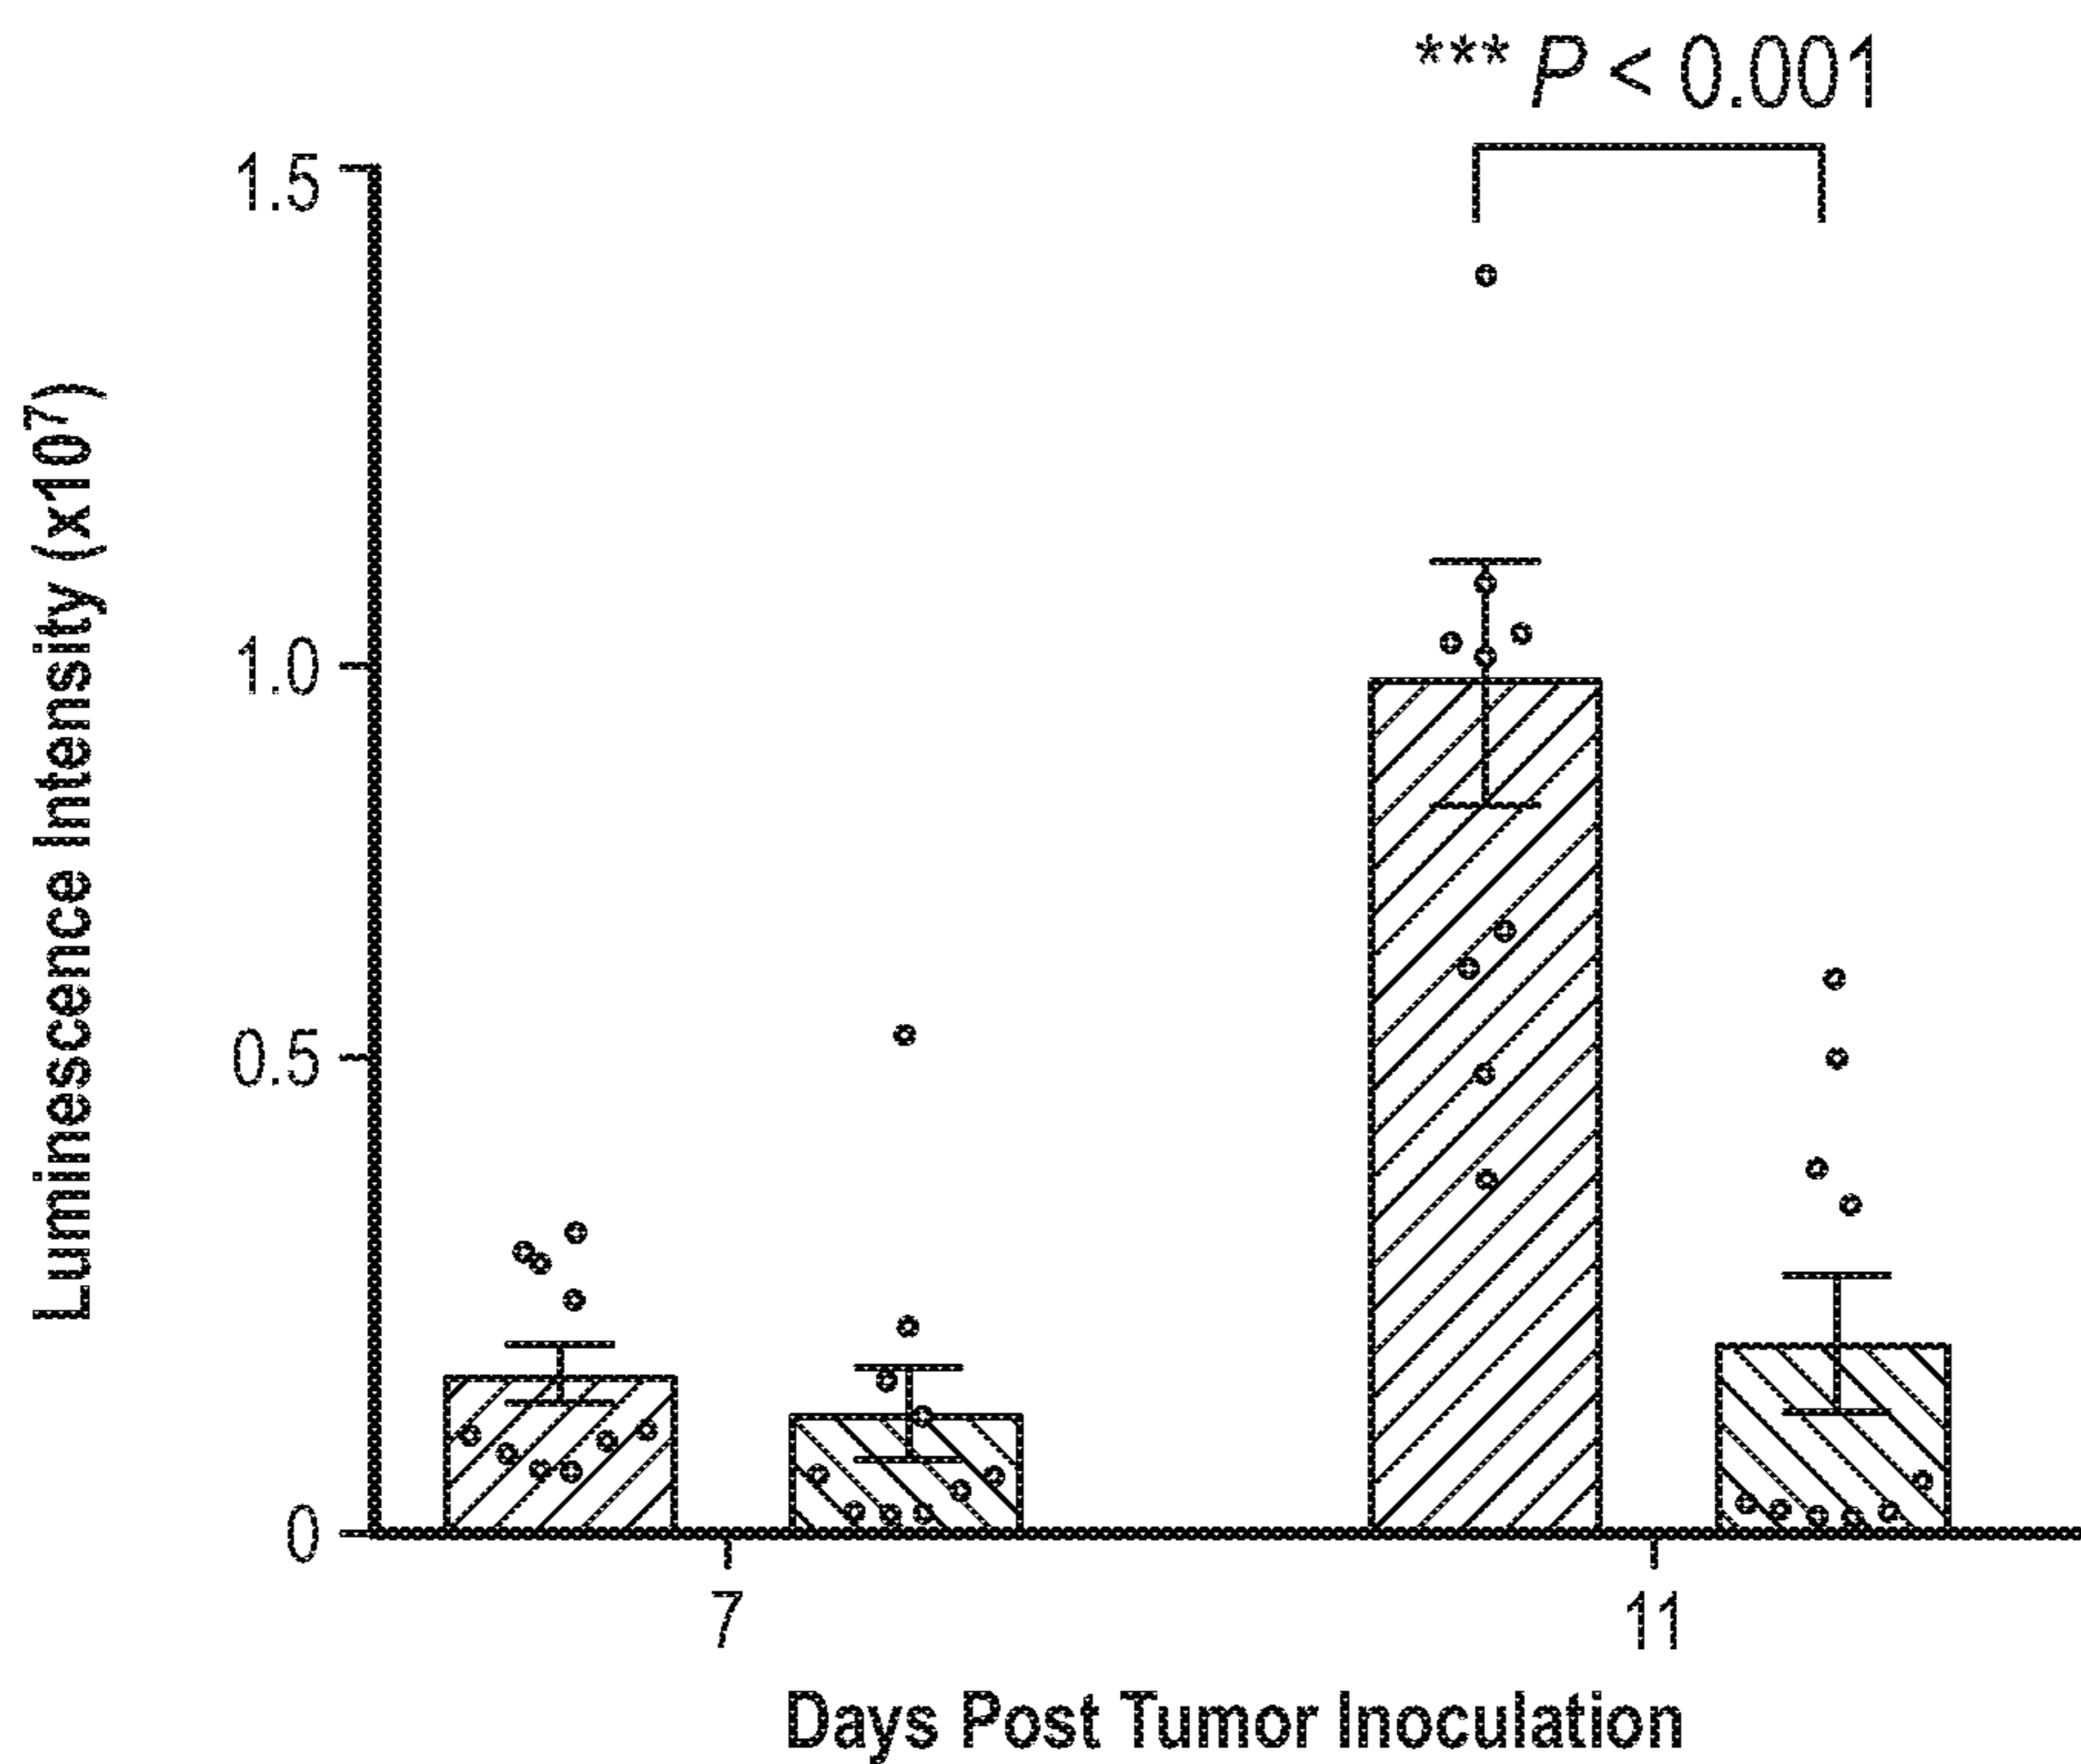 *** P < 0.001
Luminescence Intensity (x10⁷)
1.5
1.0
0.5
0
7
11
Days Post Tumor Inoculation